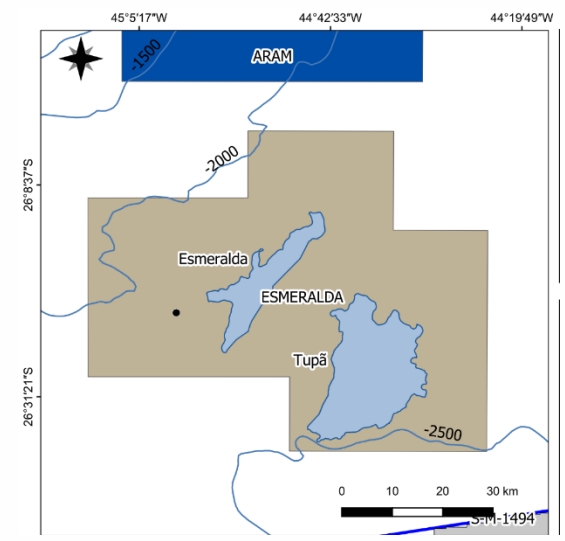 45°5'17"W
44°42'33"W
44°19'49"W
ARAM
-1500
-2000
26°8'37"S
Esmeralda
ESMERALDA
Tupã
26°31'21"S
-2500
0 10 20 30 km
S-M-1494